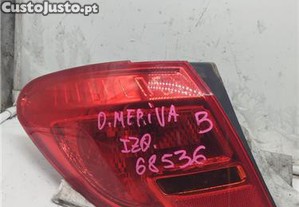 CustoJusto.pt
O.MERIVA B
IZQ.
68536